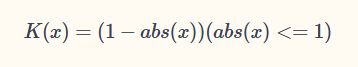 K(x) = (1 − abs(x))(abs(x) <= 1)